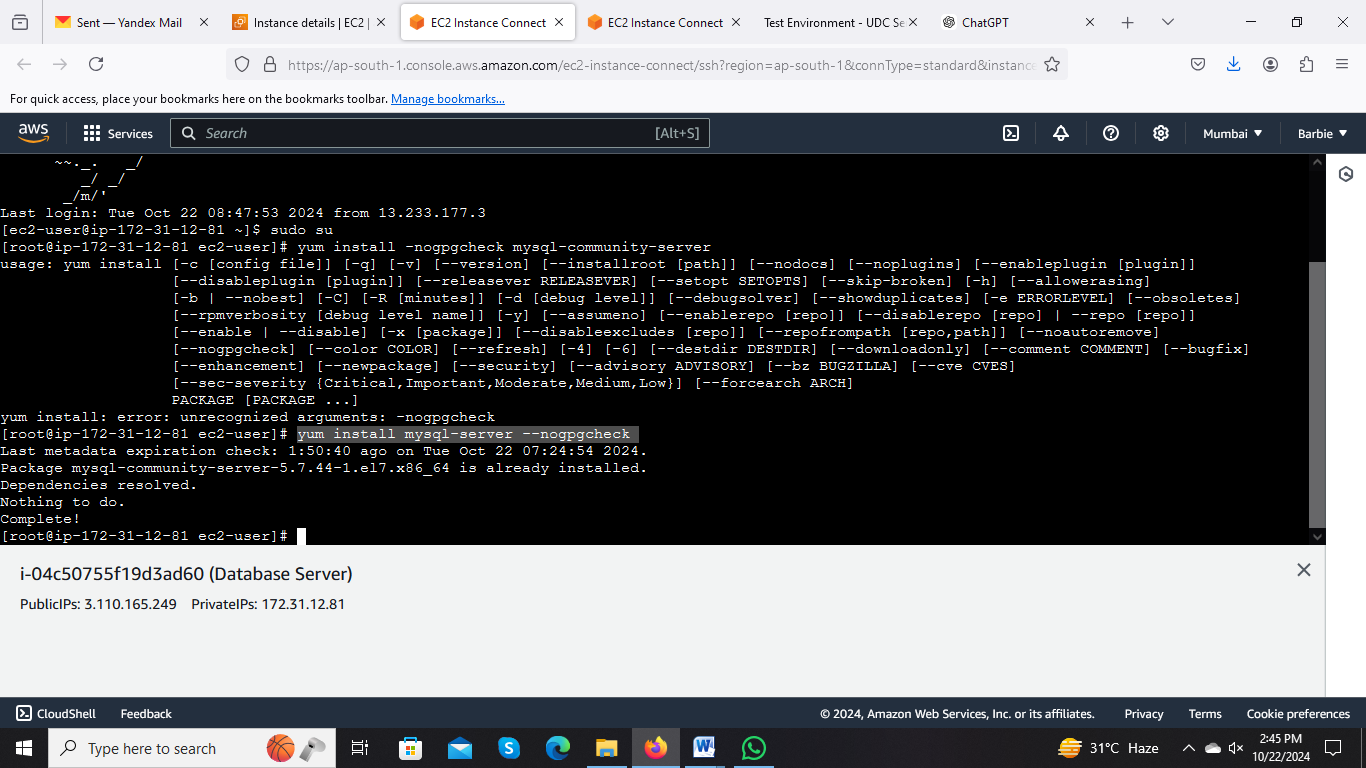 Sent — Yandex Mail
Instance details | EC2 |
EC2 Instance Connect
EC2 Instance Connect
Test Environment - UDC Se
ChatGPT
https://ap-south-1.console.aws.amazon.com/ec2-instance-connect/ssh?region=ap-south-1&connType=standard&instance
For quick access, place your bookmarks here on the bookmarks toolbar. Manage bookmarks...
aws
Services
Search
[Alt+S]
Mumbai
Barbie
~~._.   _/
_/ _/
_/m/'
Last login: Tue Oct 22 08:47:53 2024 from 13.233.177.3
[ec2-user@ip-172-31-12-81 ~]$ sudo su
[root@ip-172-31-12-81 ec2-user]# yum install -nogpgcheck mysql-community-server
usage: yum install [-c [config file]] [-q] [-v] [--version] [--installroot [path]] [--nodocs] [--noplugins] [--enableplugin [plugin]]
[--disableplugin [plugin]] [--releasever RELEASEVER] [--setopt SETOPTS] [--skip-broken] [-h] [--allowerasing]
[-b | --nobest] [-C] [-R [minutes]] [-d [debug level]] [--debugsolver] [--showduplicates] [-e ERRORLEVEL] [--obsoletes]
[--rpmverbosity [debug level name]] [-y] [--assumeno] [--enablerepo [repo]] [--disablerepo [repo] | --repo [repo]]
[--enable | --disable] [-x [package]] [--disableexcludes [repo]] [--repofrompath [repo,path]] [--noautoremove]
[--nogpgcheck] [--color COLOR] [--refresh] [-4] [-6] [--destdir DESTDIR] [--downloadonly] [--comment COMMENT] [--bugfix]
[--enhancement] [--newpackage] [--security] [--advisory ADVISORY] [--bz BUGZILLA] [--cve CVES]
[--sec-severity {Critical,Important,Moderate,Medium,Low}] [--forcearch ARCH]
PACKAGE [PACKAGE ...]
yum install: error: unrecognized arguments: -nogpgcheck
[root@ip-172-31-12-81 ec2-user]# yum install mysql-server --nogpgcheck
Last metadata expiration check: 1:50:40 ago on Tue Oct 22 07:24:54 2024.
Package mysql-community-server-5.7.44-1.el7.x86_64 is already installed.
Dependencies resolved.
Nothing to do.
Complete!
[root@ip-172-31-12-81 ec2-user]#
i-04c50755f19d3ad60 (Database Server)
PublicIPs: 3.110.165.249 PrivateIPs: 172.31.12.81
CloudShell
Feedback
© 2024, Amazon Web Services, Inc. or its affiliates.
Privacy
Terms
Cookie preferences
Type here to search
31°C Haze
2:45 PM
10/22/2024